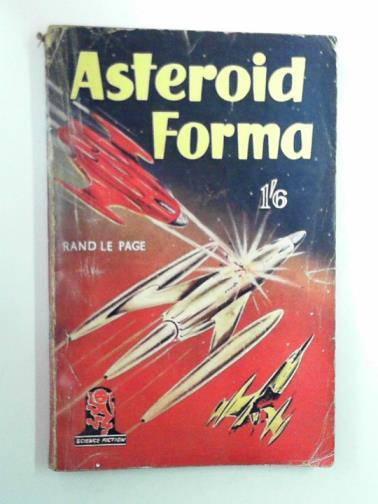 Asteroid
Forma
1/6
RAND LE PAGE
SCIENCE FICTION